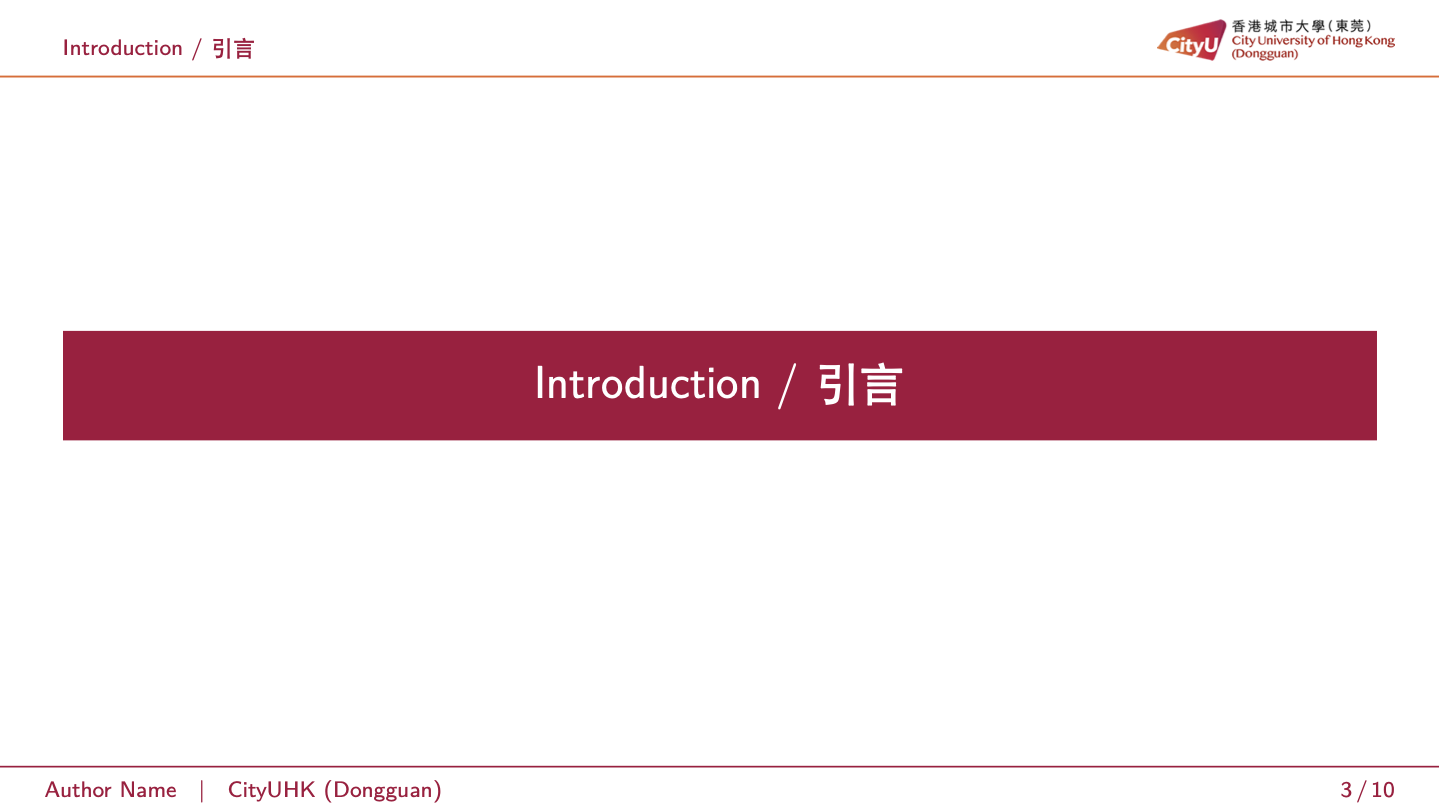 Introduction / 引言
CityU
香港城市大學(東莞)
City University of Hong Kong
(Dongguan)
Introduction / 引言
Author Name | CityUHK (Dongguan)
3 / 10